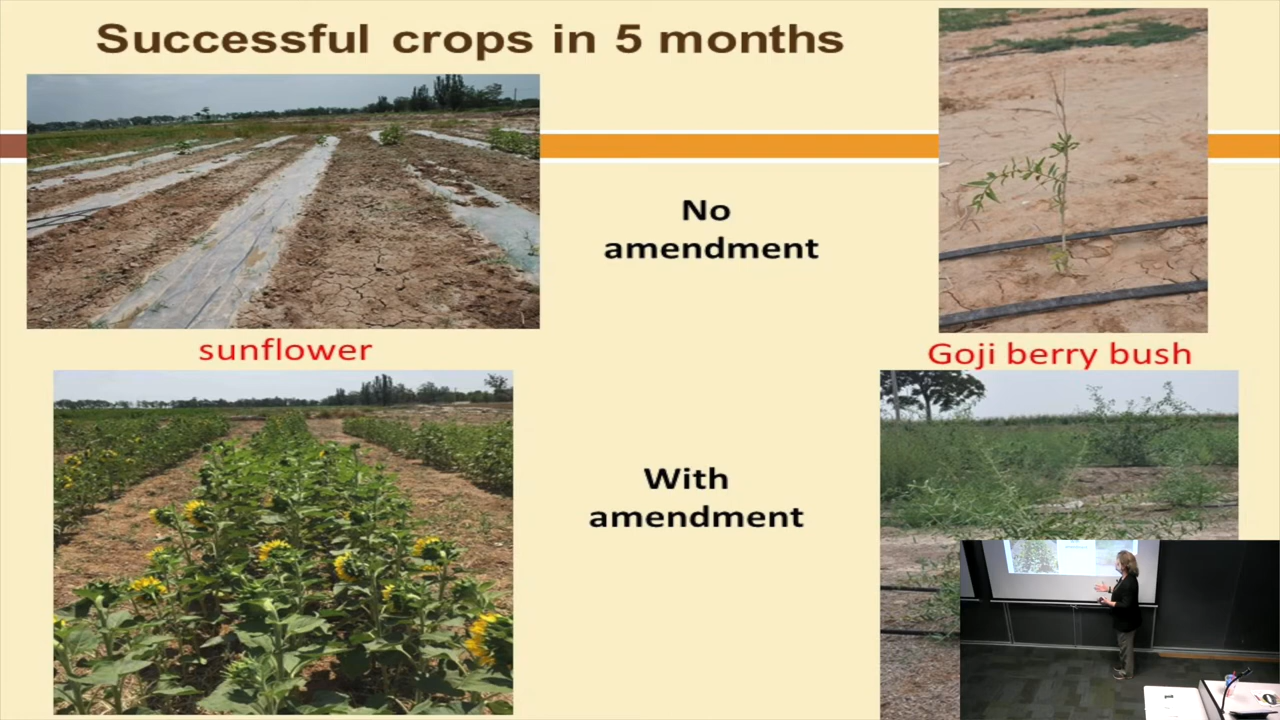 Successful crops in 5 months
No
amendment
sunflower
Goji berry bush
With
amendment